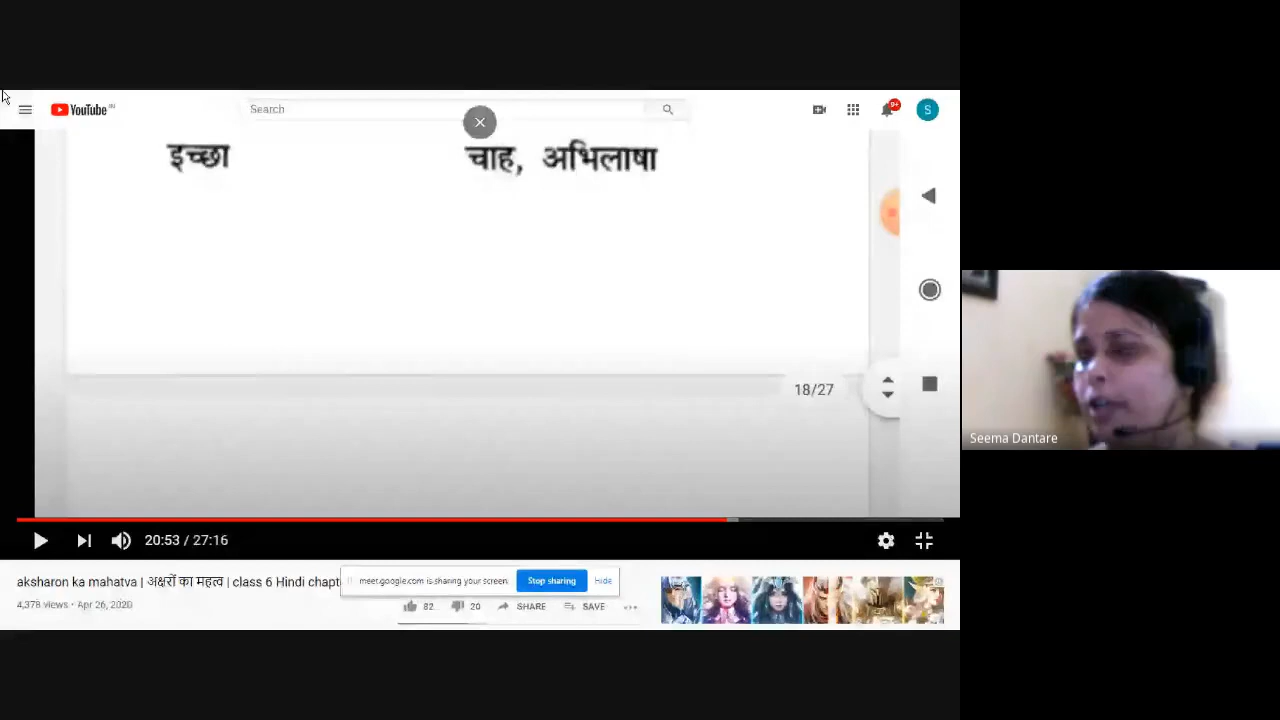 YouTube IN
Search
9+
S
इच्छा चाह, अभिलाषा
18/27
Seema Dantare
20:53 / 27:16
aksharon ka mahatva | अक्षरों का महत्व | class 6 Hindi chapt
meet.google.com is sharing your screen. Stop sharing Hide
4,378 views • Apr 26, 2020 82 20 SHARE SAVE